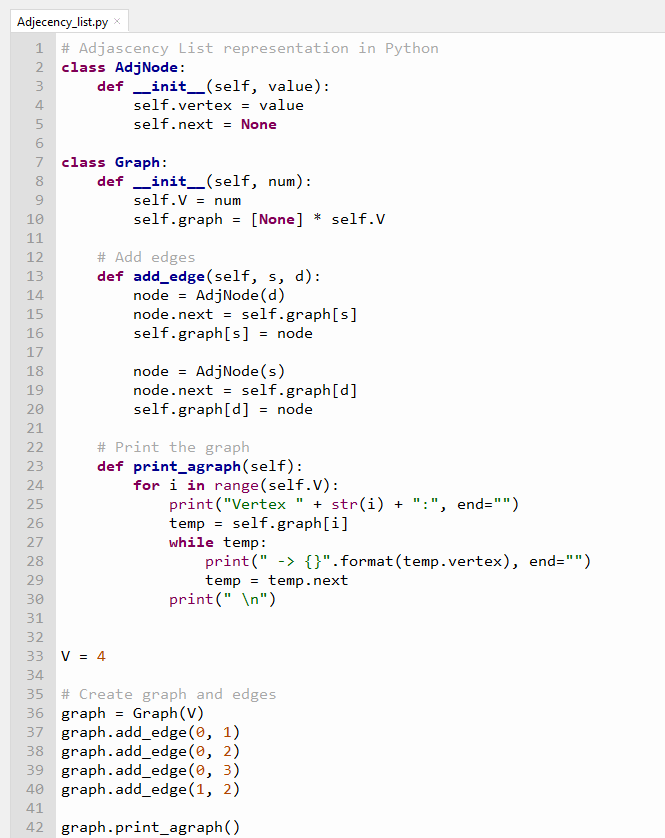 Adjecency_list.py ×
1 # Adjascency List representation in Python
2 class AdjNode:
3     def __init__(self, value):
4         self.vertex = value
5         self.next = None
6
7 class Graph:
8     def __init__(self, num):
9         self.V = num
10         self.graph = [None] * self.V
11
12     # Add edges
13     def add_edge(self, s, d):
14         node = AdjNode(d)
15         node.next = self.graph[s]
16         self.graph[s] = node
17
18         node = AdjNode(s)
19         node.next = self.graph[d]
20         self.graph[d] = node
21
22     # Print the graph
23     def print_agraph(self):
24         for i in range(self.V):
25             print("Vertex " + str(i) + ":", end="")
26             temp = self.graph[i]
27             while temp:
28                 print(" -> {}".format(temp.vertex), end="")
29                 temp = temp.next
30             print(" \n")
31
32
33 V = 4
34
35 # Create graph and edges
36 graph = Graph(V)
37 graph.add_edge(0, 1)
38 graph.add_edge(0, 2)
39 graph.add_edge(0, 3)
40 graph.add_edge(1, 2)
41
42 graph.print_agraph()